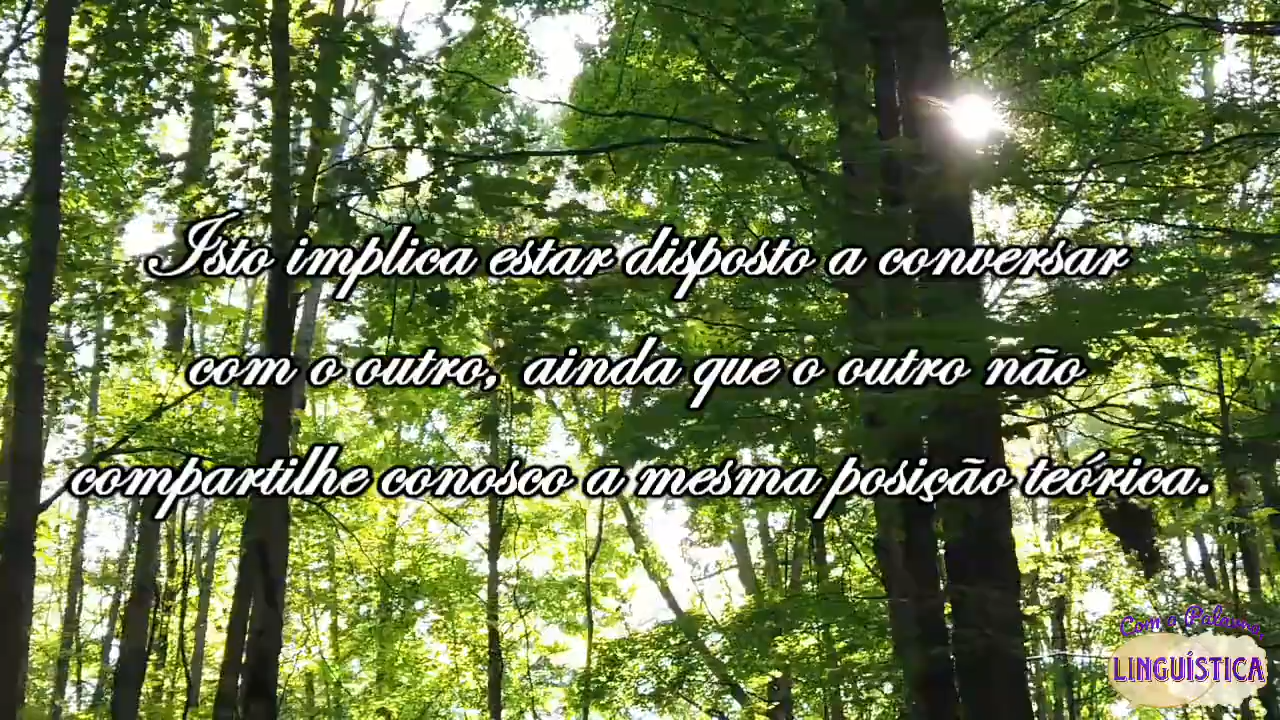 Isto implica estar disposto a conversar
com o outro, ainda que o outro não
compartilhe conosco a mesma posição teórica.
Com a Palavra,
LINGUÍSTICA